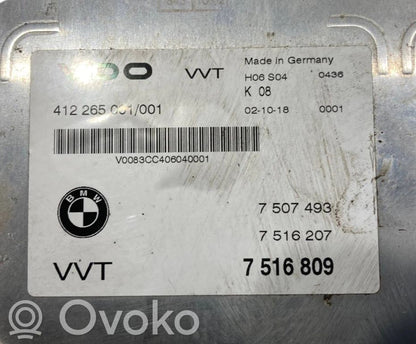 VDO VVT Made in Germany
H06 S04 0436
K 08
412 265 001/001 02-10-18 0001
V0083CC406040001
BMW
7 507 493
7 516 207
VVT 7 516 809
Ovoko